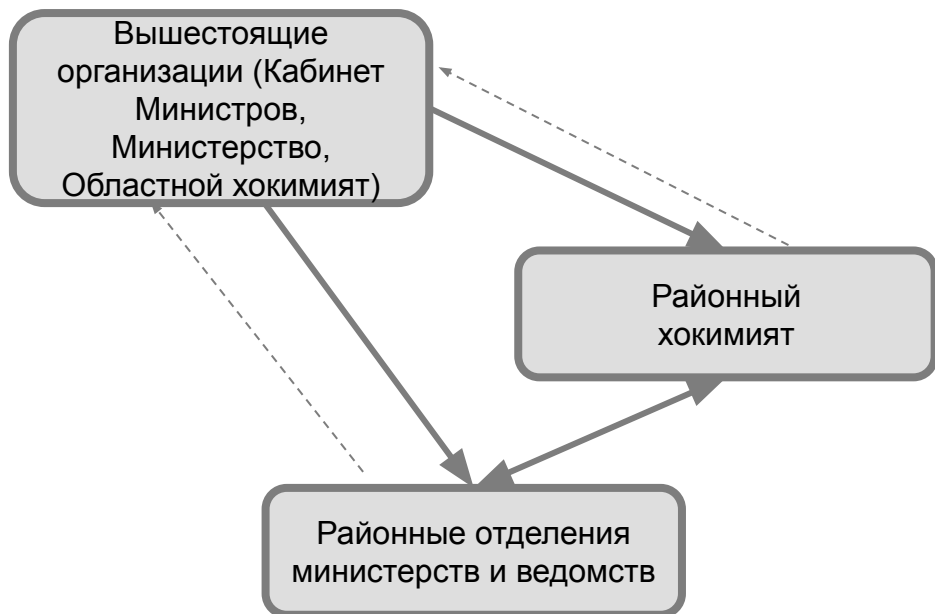 Вышестоящие
организации (Кабинет
Министров,
Министерство,
Областной хокимият)
Районный
хокимият
Районные отделения
министерств и ведомств